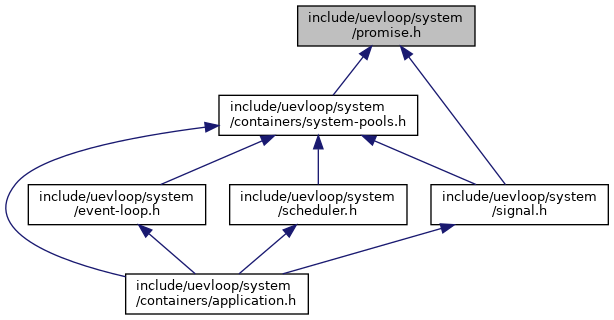 include/uevloop/system
/promise.h
include/uevloop/system
/containers/system-pools.h
include/uevloop/system
/event-loop.h
include/uevloop/system
/scheduler.h
include/uevloop/system
/signal.h
include/uevloop/system
/containers/application.h